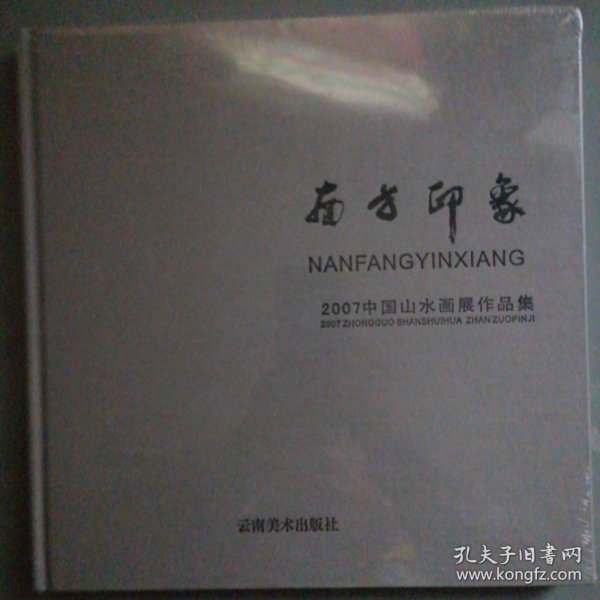 南方印象
NANFANGYINXIANG
2007中国山水画展作品集
2007 ZHONGGUO SHANSHUIHUA ZHAN ZUOPINJI
云南美术出版社
孔夫子旧书网
www.kongfz.com